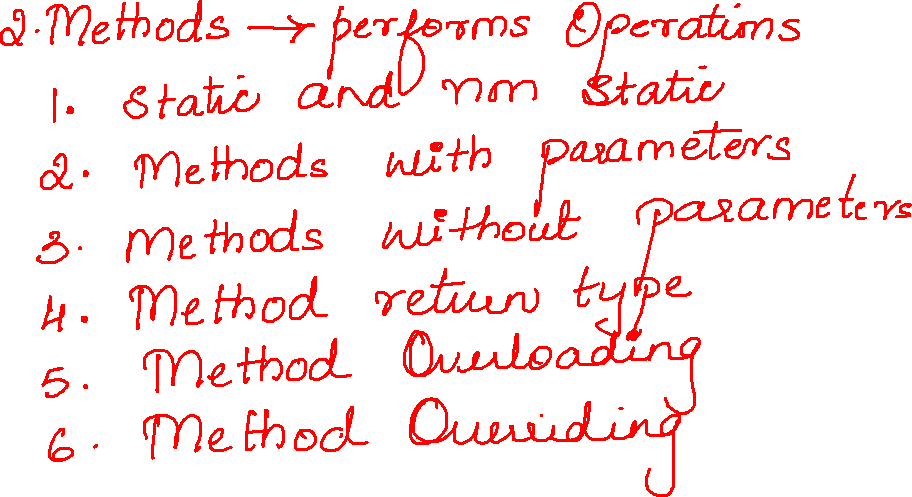 2. Methods → performs Operations
1. static and non static
2. Methods with parameters
3. Methods without parameters
4. Method return type
5. Method Overloading
6. Method Overriding